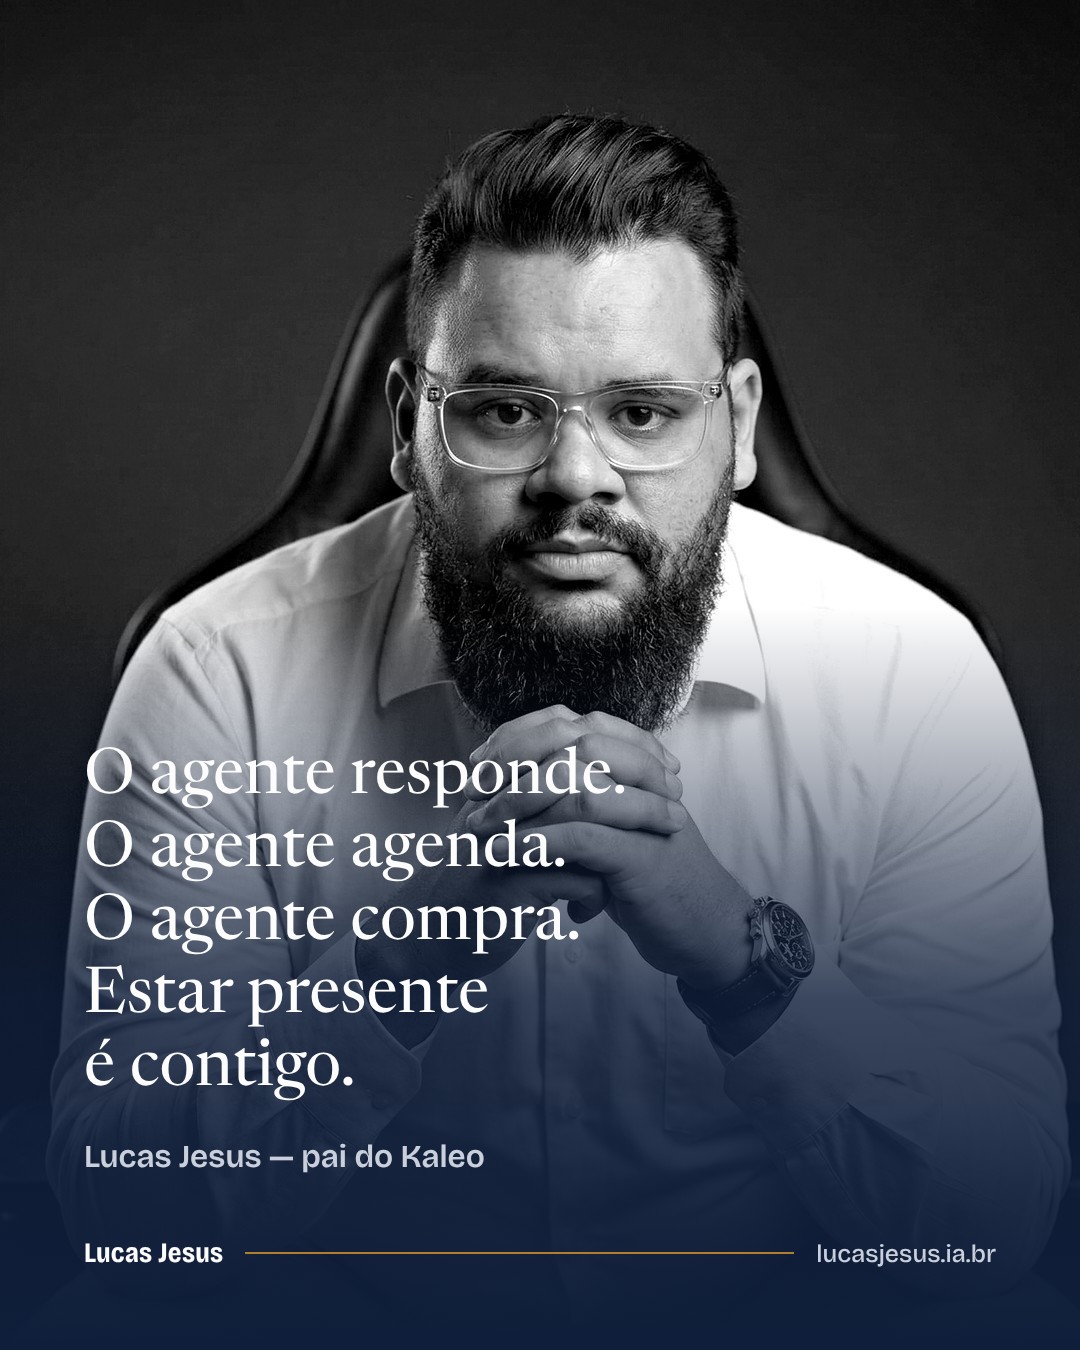 O agente responde.
O agente agenda.
O agente compra.
Estar presente
é contigo.
Lucas Jesus — pai do Kaleo
Lucas Jesus
lucasjesus.ia.br